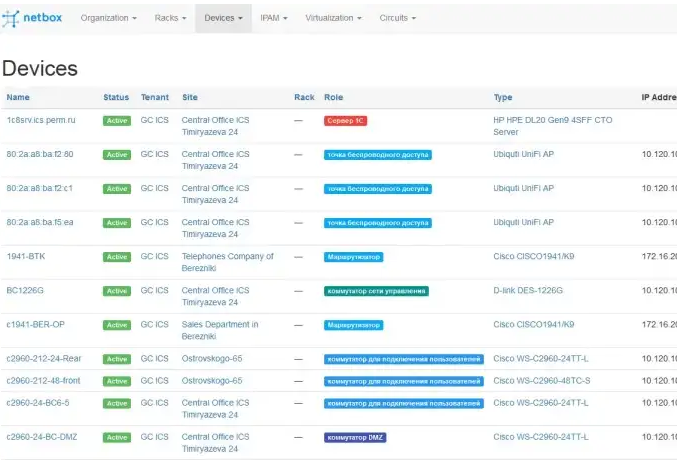 netbox Organization Racks Devices IPAM Virtualization Circuits
Devices
Name Status Tenant Site Rack Role Type IP Addre
1c8srv.ics.perm.ru Active GC ICS Central Office ICS — Сервер 1С HP HPE DL20 Gen9 4SFF CTO
Timiryazeva 24 Server
80:2a:a8:ba:f2:80 Active GC ICS Central Office ICS — точка беспроводного доступа Ubiquti UniFi AP 10.120.10
Timiryazeva 24
80:2a:a8:ba:f2:c1 Active GC ICS Central Office ICS — точка беспроводного доступа Ubiquti UniFi AP 10.120.10
Timiryazeva 24
80:2a:a8:ba:f5:ea Active GC ICS Central Office ICS — точка беспроводного доступа Ubiquti UniFi AP 10.120.10
Timiryazeva 24
1941-BTK Active GC ICS Telephones Company of — Маршрутизатор Cisco CISCO1941/K9 172.16.20
Berezniki
BC1226G Active GC ICS Central Office ICS — коммутатор сети управления D-link DES-1226G 10.120.10
Timiryazeva 24
c1941-BER-OP Active GC ICS Sales Department in — Маршрутизатор Cisco CISCO1941/K9 172.16.20
Berezniki
c2960-212-24-Rear Active GC ICS Ostrovskogo-65 — коммутатор для подключения пользователей Cisco WS-C2960-24TT-L 10.120.10
c2960-212-48-front Active GC ICS Ostrovskogo-65 — коммутатор для подключения пользователей Cisco WS-C2960-48TC-S 10.120.10
c2960-24-BC6-5 Active GC ICS Central Office ICS — коммутатор для подключения пользователей Cisco WS-C2960-24TT-L 10.120.10
Timiryazeva 24
c2960-24-BC-DMZ Active GC ICS Central Office ICS — коммутатор DMZ Cisco WS-C2960-24TT-L 10.120.10
Timiryazeva 24